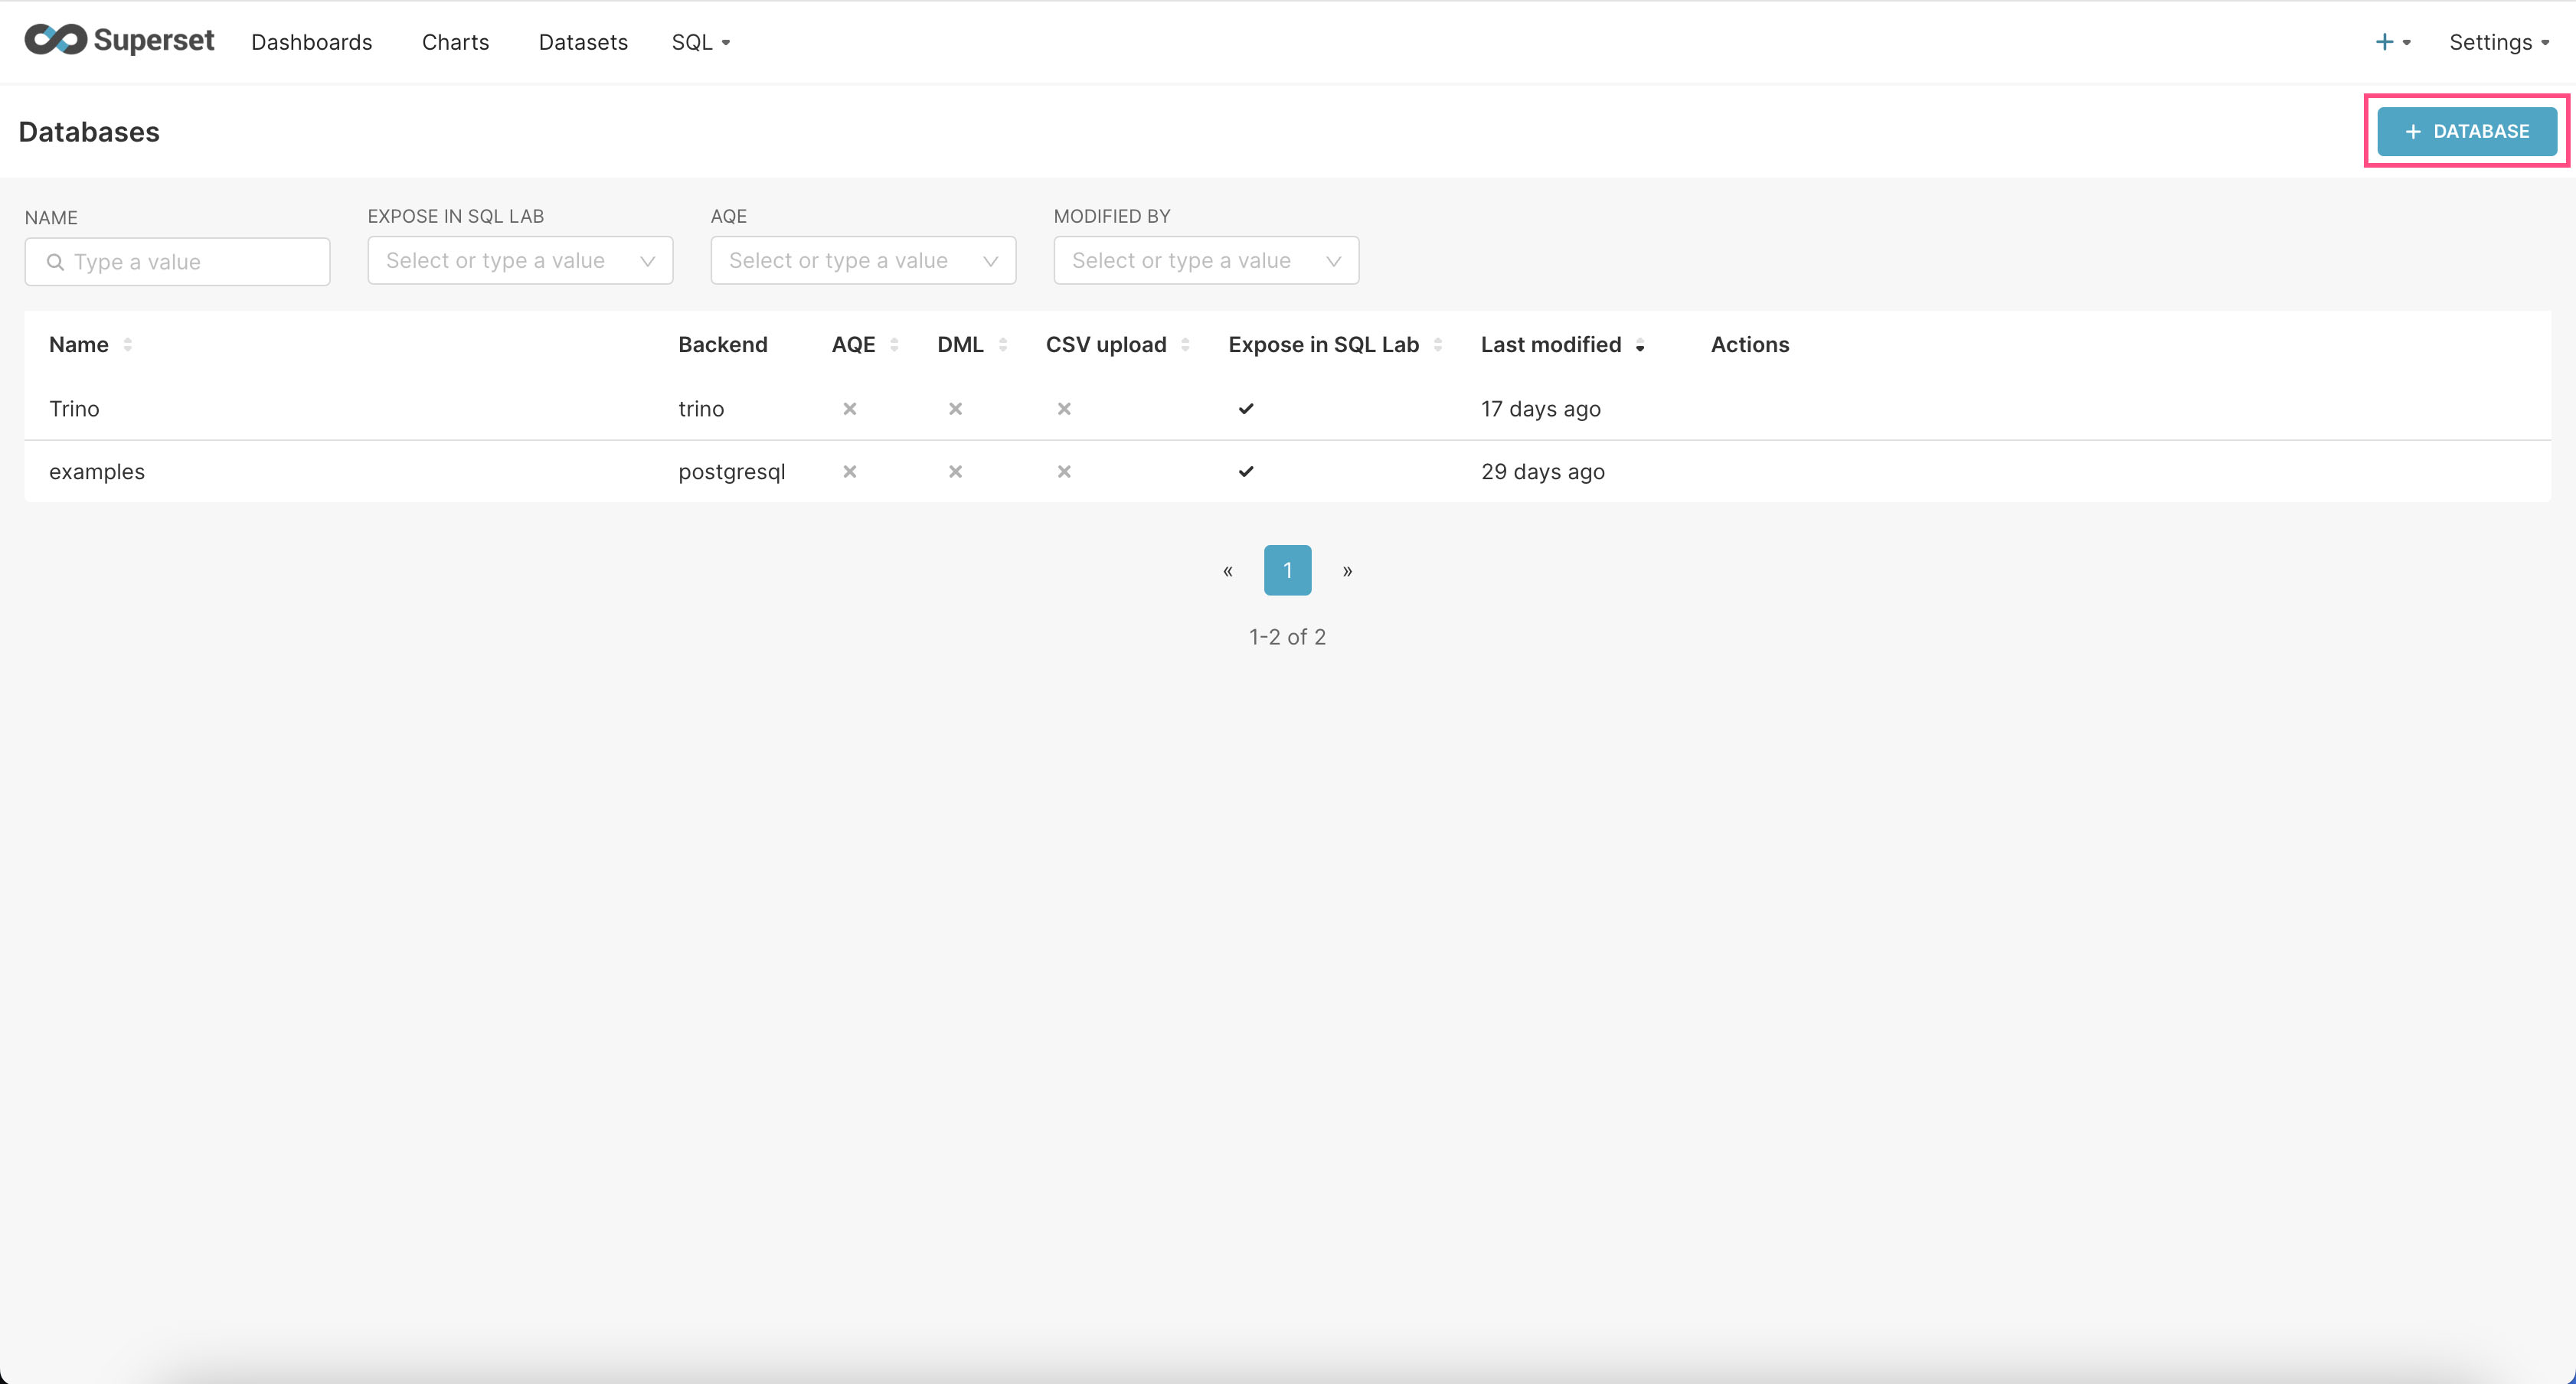 Superset Dashboards Charts Datasets SQL + Settings
Databases + DATABASE
NAME EXPOSE IN SQL LAB AQE MODIFIED BY
Type a value Select or type a value Select or type a value Select or type a value
Name Backend AQE DML CSV upload Expose in SQL Lab Last modified Actions
Trino trino 17 days ago
examples postgresql 29 days ago
« 1 »
1-2 of 2